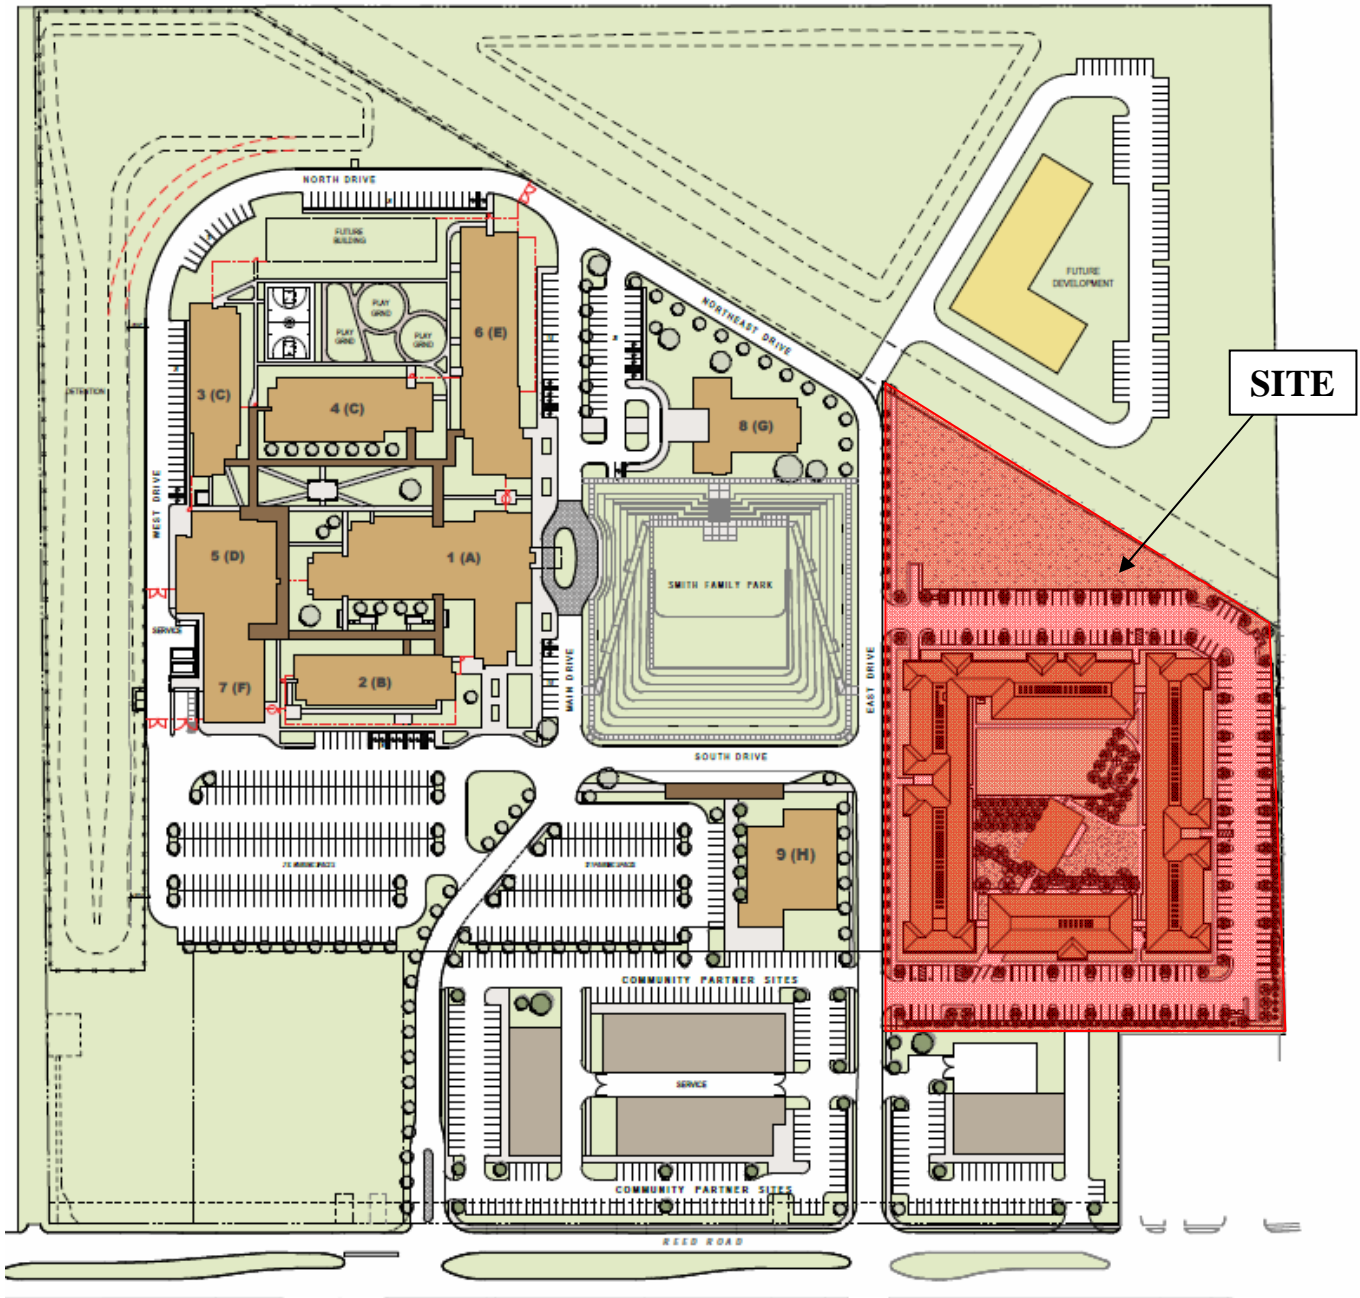 NORTH DRIVE
FUTURE
BUILDING
PLAY
GRND
PLAY
GRND
PLAY
GRND
6 (E)
NORTHEAST DRIVE
FUTURE
DEVELOPMENT
SITE
3 (C)
4 (C)
8 (G)
DETENTION
WEST DRIVE
5 (D)
1 (A)
SMITH FAMILY PARK
SERVICE
7 (F)
2 (B)
MAIN DRIVE
EAST DRIVE
SOUTH DRIVE
9 (H)
COMMUNITY PARTNER SITES
SERVICE
COMMUNITY PARTNER SITES
REED ROAD